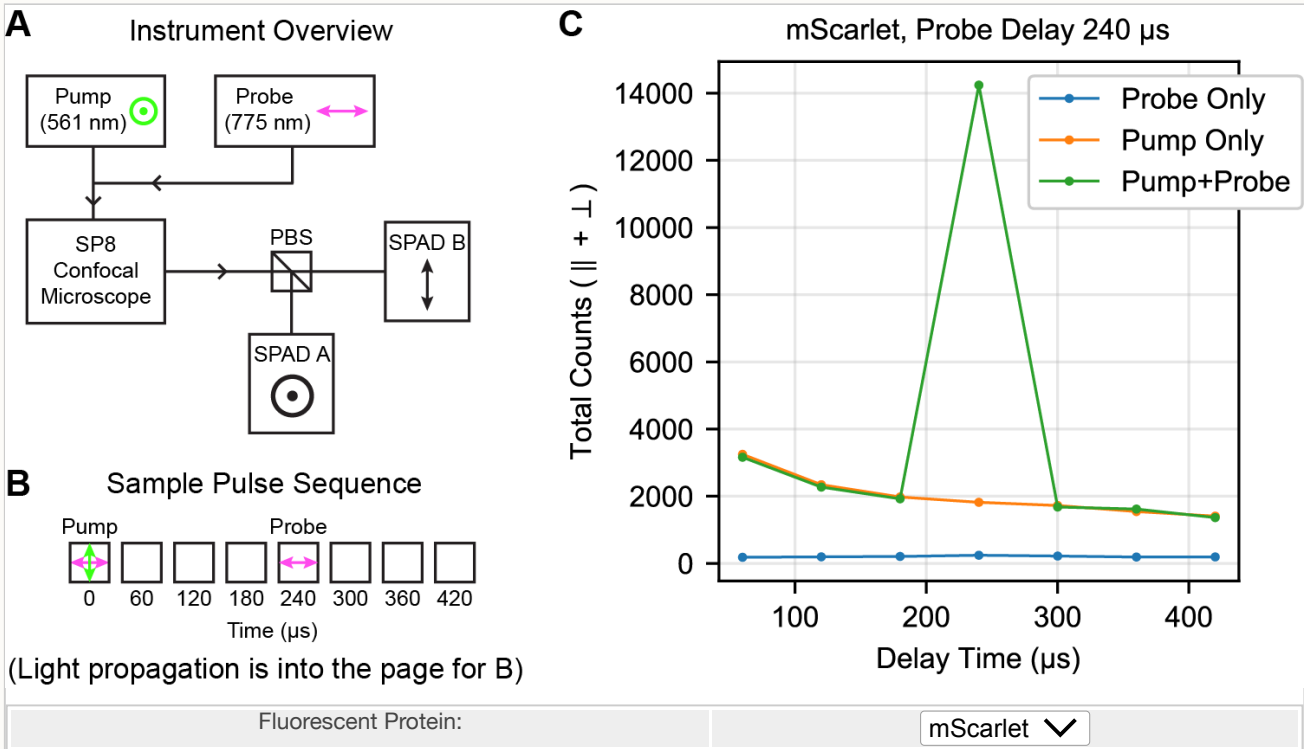 A
Instrument Overview
Pump
(561 nm)
Probe
(775 nm)
SP8
Confocal
Microscope
PBS
SPAD B
SPAD A
B
Sample Pulse Sequence
Pump
Probe
0 60 120 180 240 300 360 420
Time (µs)
(Light propagation is into the page for B)
C
mScarlet, Probe Delay 240 µs
Total Counts ( || + ⊥ )
14000
12000
10000
8000
6000
4000
2000
0
Probe Only
Pump Only
Pump+Probe
100 200 300 400
Delay Time (µs)
Fluorescent Protein:
mScarlet